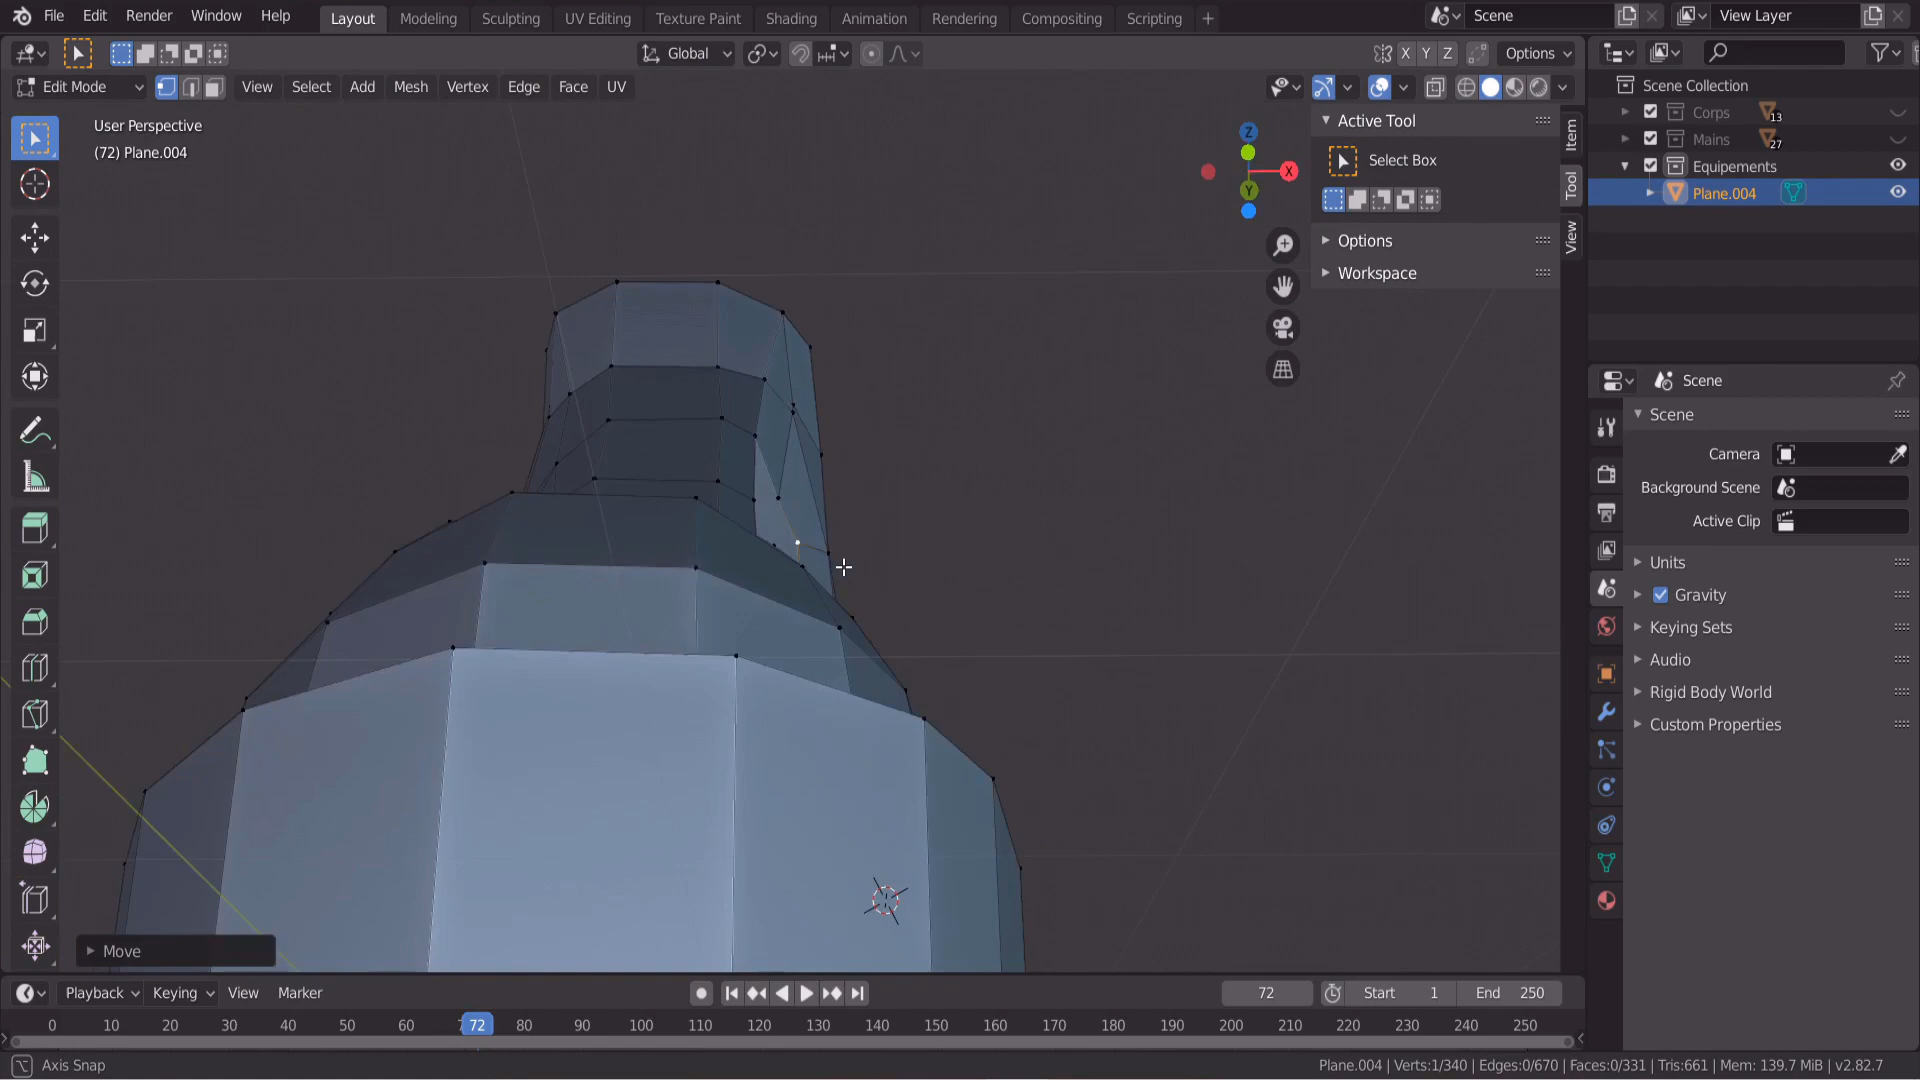 File Edit Render Window Help Layout Modeling Sculpting UV Editing Texture Paint Shading Animation Rendering Compositing Scripting + Scene View Layer
Global X Y Z Options
Edit Mode View Select Add Mesh Vertex Edge Face UV
User Perspective
(72) Plane.004
Z
X
Y
Active Tool
Select Box
Options
Workspace
Item
Tool
View
Scene Collection
Corps 13
Mains 27
Equipements
Plane.004
Scene
Scene
Camera
Background Scene
Active Clip
Units
Gravity
Keying Sets
Audio
Rigid Body World
Custom Properties
Move
Playback Keying View Marker 72 Start 1 End 250
0 10 20 30 40 50 60 72 80 90 100 110 120 130 140 150 160 170 180 190 200 210 220 230 240 250
Axis Snap Plane.004 | Verts:1/340 | Edges:0/670 | Faces:0/331 | Tris:661 | Mem: 139.7 MiB | v2.82.7